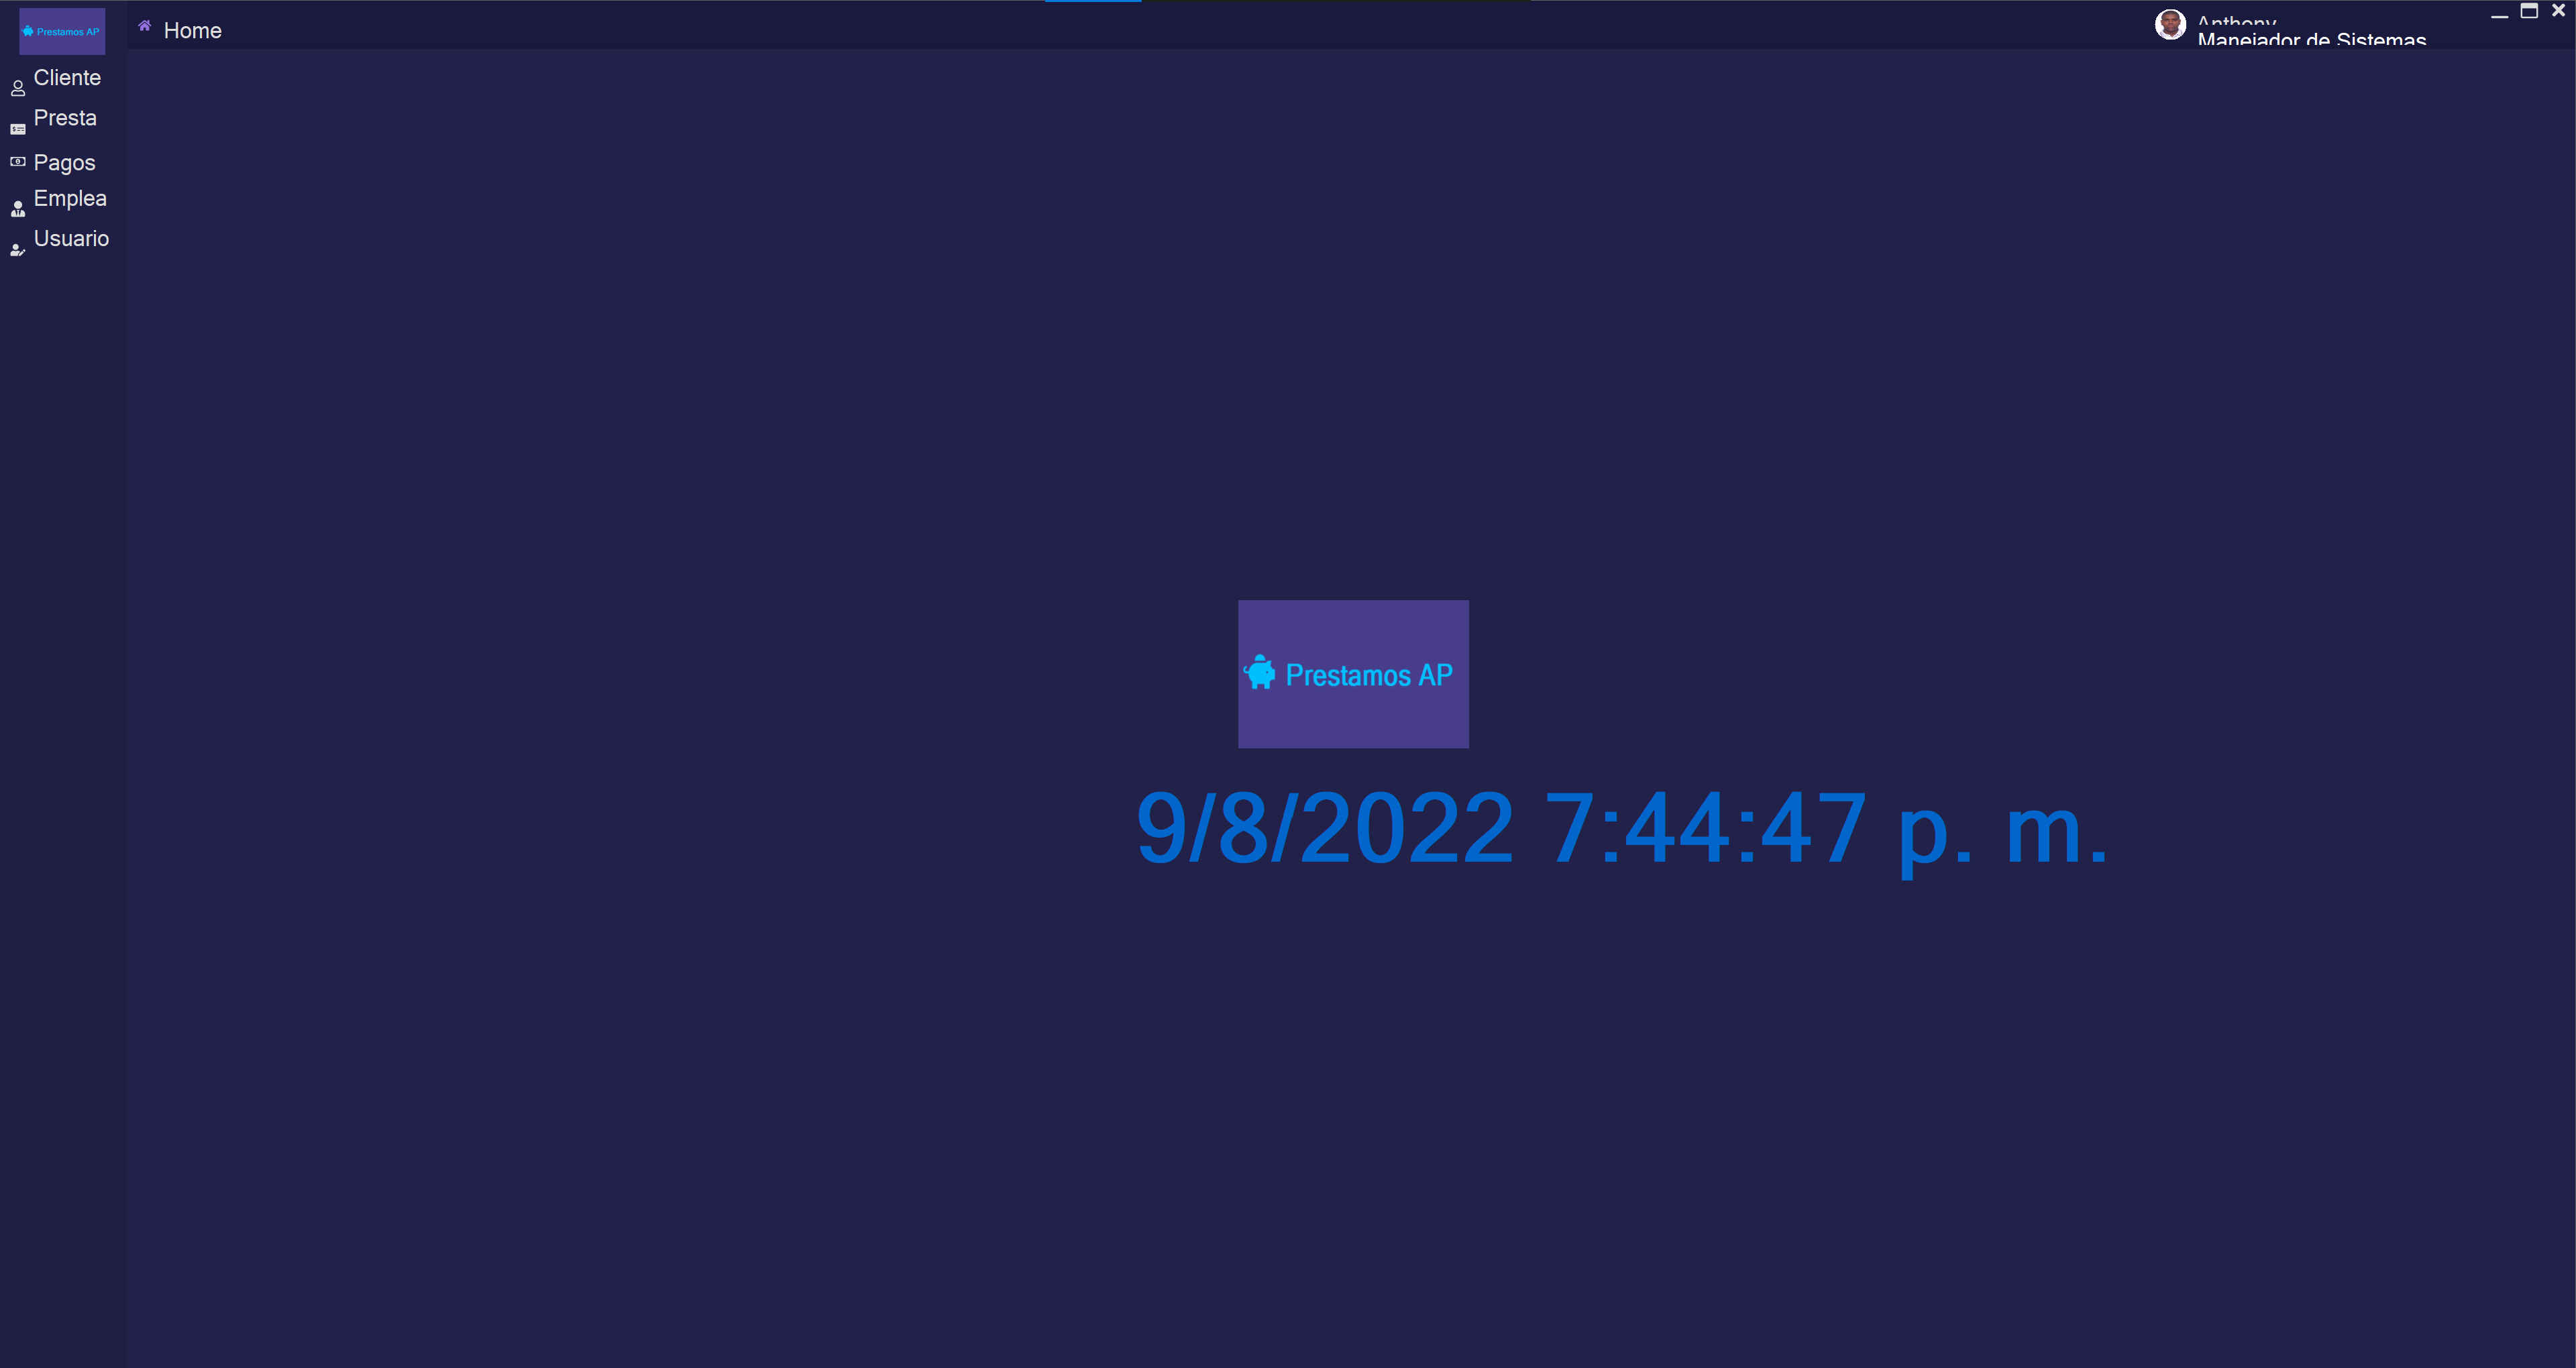 Prestamos AP
Home
Anthony
Manejador de Sistemas
Cliente
Presta
Pagos
Emplea
Usuario
Prestamos AP
9/8/2022 7:44:47 p. m.